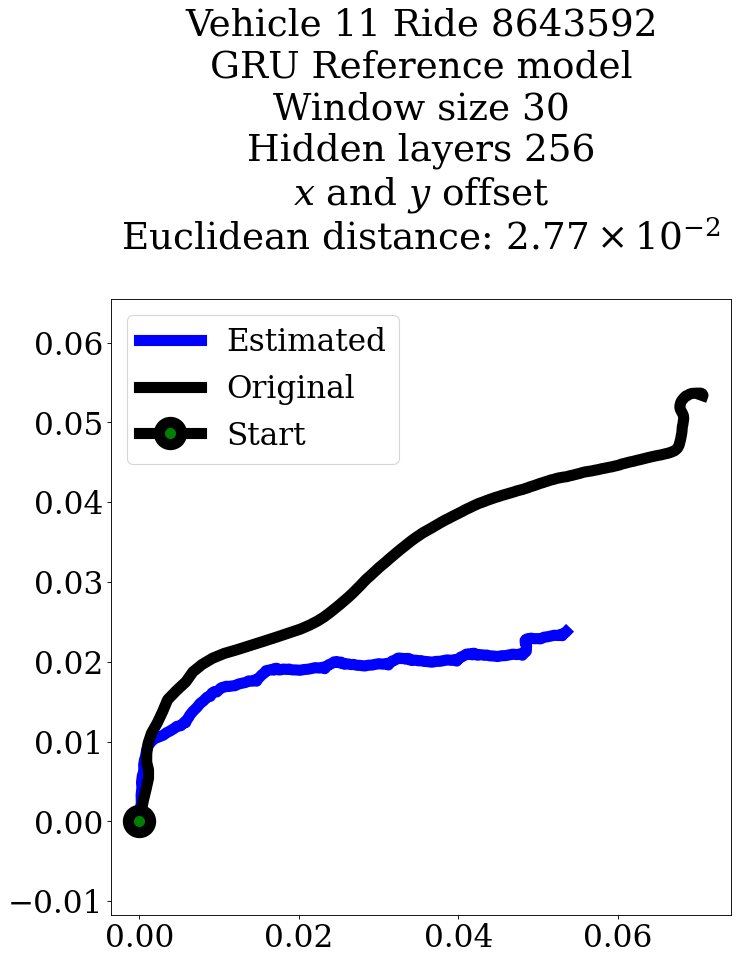 Vehicle 11 Ride 8643592
GRU Reference model
Window size 30
Hidden layers 256
x and y offset
Euclidean distance: 2.77 × 10⁻²
Estimated
Original
Start
0.06
0.05
0.04
0.03
0.02
0.01
0.00
−0.01
0.00 0.02 0.04 0.06